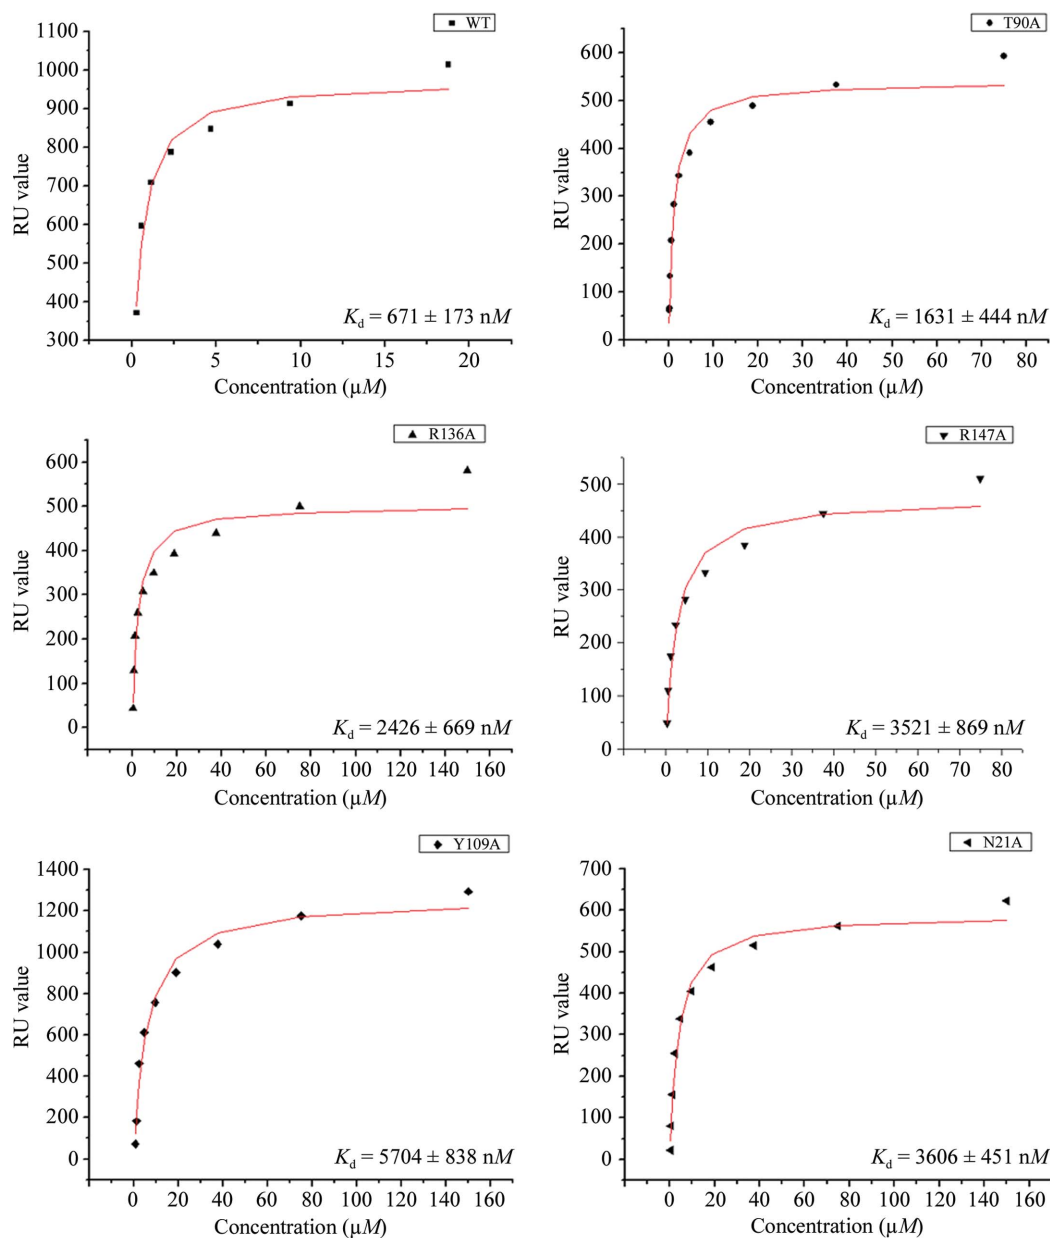 WT
1100
1000
900
800
700
600
500
400
300
RU value
K_d = 671 ± 173 nM
0 5 10 15 20
Concentration (µM)
T90A
600
500
400
300
200
100
0
RU value
K_d = 1631 ± 444 nM
0 10 20 30 40 50 60 70 80
Concentration (µM)
R136A
600
500
400
300
200
100
0
RU value
K_d = 2426 ± 669 nM
0 20 40 60 80 100 120 140 160
Concentration (µM)
R147A
500
400
300
200
100
0
RU value
K_d = 3521 ± 869 nM
0 10 20 30 40 50 60 70 80
Concentration (µM)
Y109A
1400
1200
1000
800
600
400
200
0
RU value
K_d = 5704 ± 838 nM
0 20 40 60 80 100 120 140 160
Concentration (µM)
N21A
700
600
500
400
300
200
100
0
RU value
K_d = 3606 ± 451 nM
0 20 40 60 80 100 120 140 160
Concentration (µM)